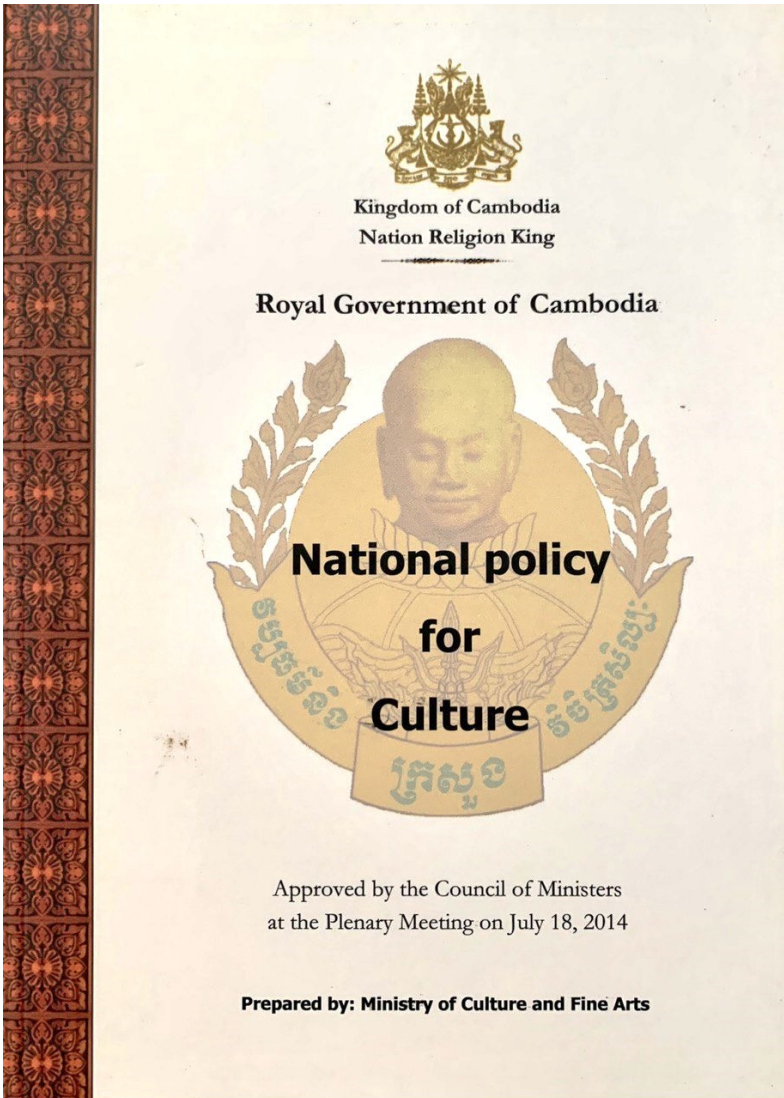 Kingdom of Cambodia
Nation Religion King
Royal Government of Cambodia
National policy
for
Culture
វប្បធម៌និង
វិចិត្រសិល្បៈ
ក្រសួង
Approved by the Council of Ministers
at the Plenary Meeting on July 18, 2014
Prepared by: Ministry of Culture and Fine Arts